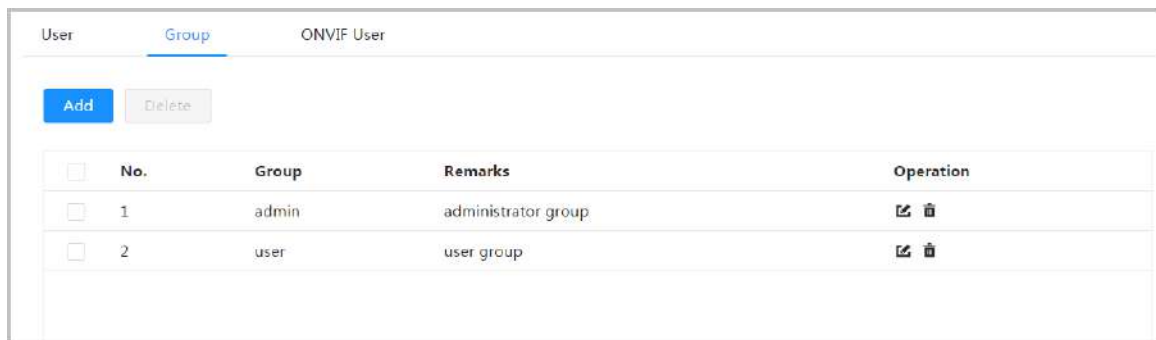 User Group ONVIF User
Add Delete
No. Group Remarks Operation
1 admin administrator group
2 user user group